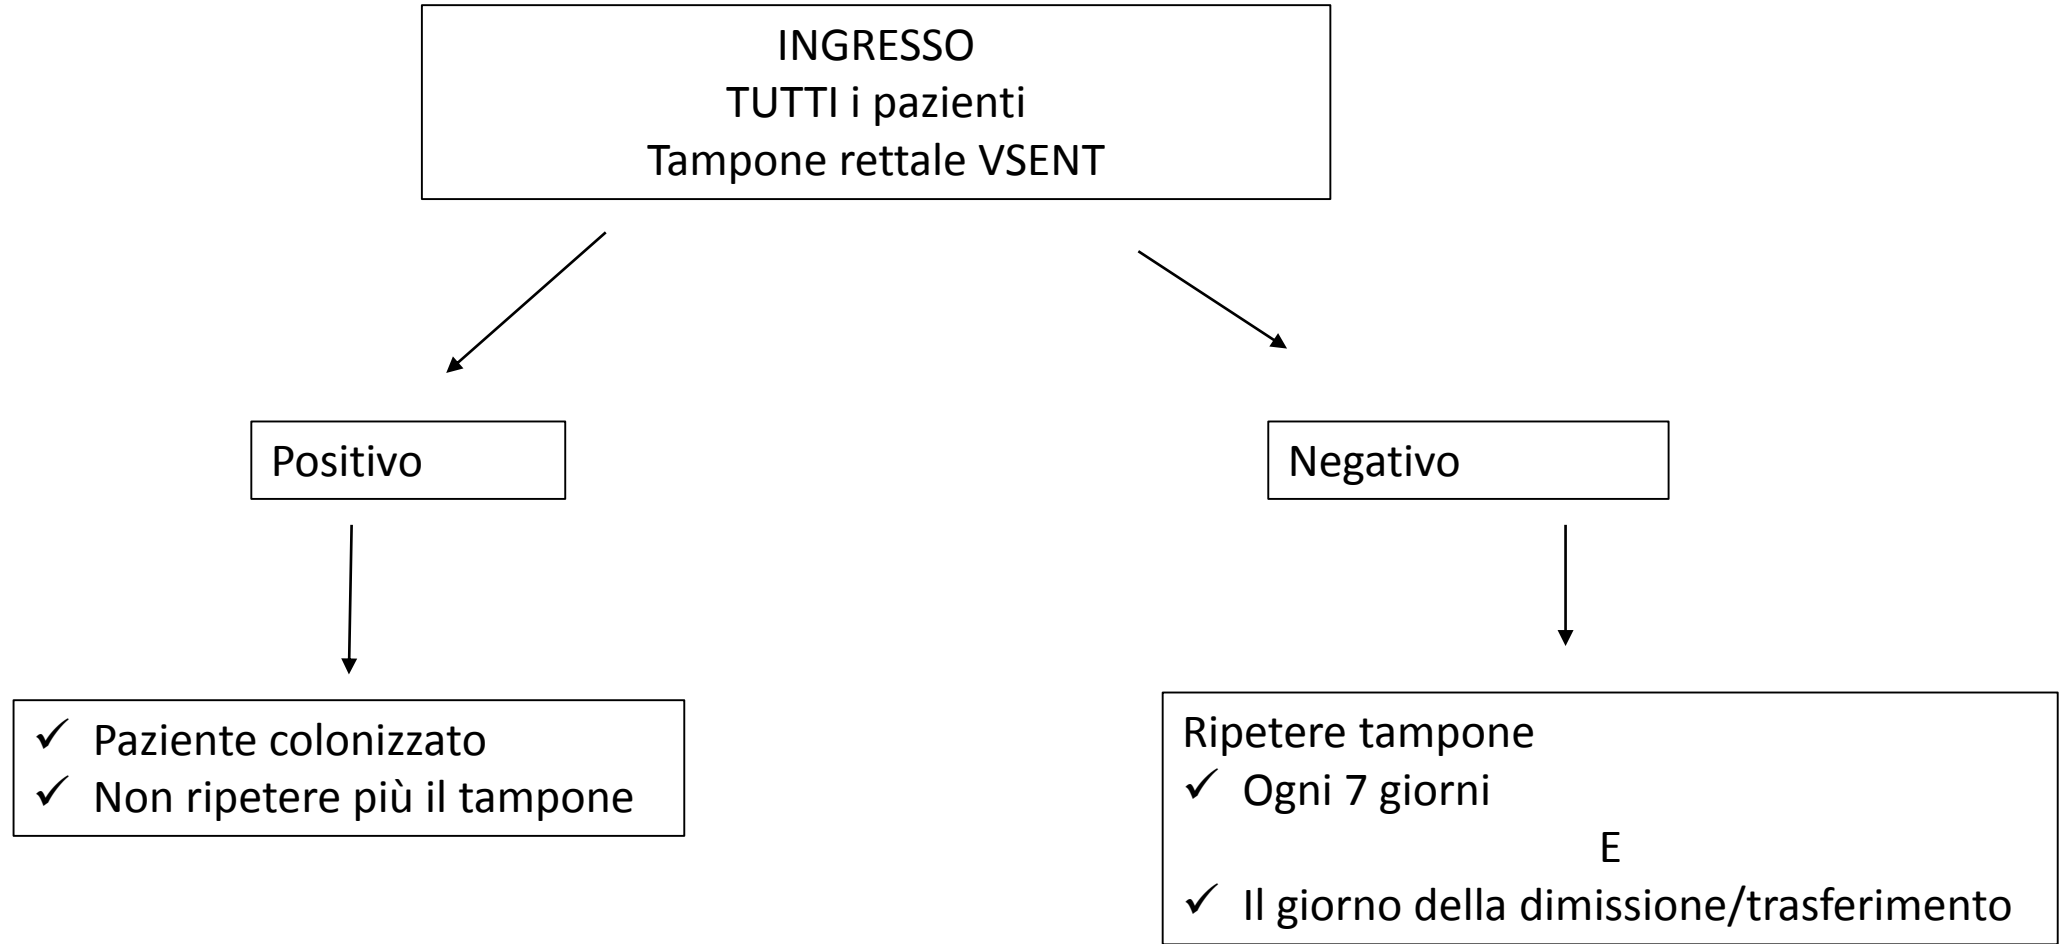 INGRESSO
TUTTI i pazienti
Tampone rettale VSENT
Positivo
Negativo
✓ Paziente colonizzato
✓ Non ripetere più il tampone
Ripetere tampone
✓ Ogni 7 giorni
E
✓ Il giorno della dimissione/trasferimento